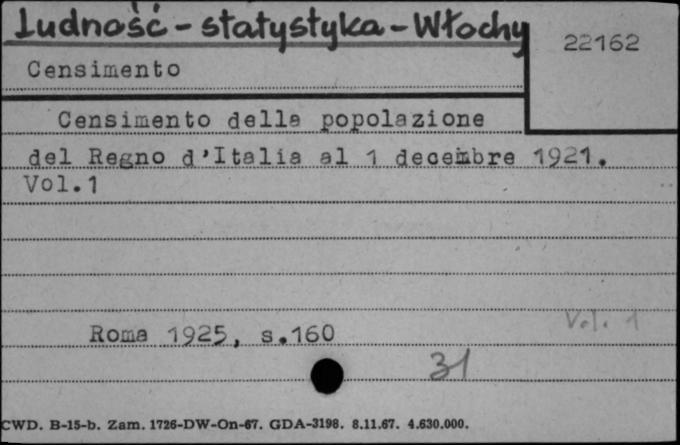 Ludność - statystyka - Włochy
22162
Censimento
Censimento della popolazione
del Regno d'Italia al 1 decembre 1921.
Vol.1
Roma 1925, s.160
Vol. 1
31
CWD. B-15-b. Zam. 1726-DW-On-67. GDA-3198. 8.11.67. 4.630.000.